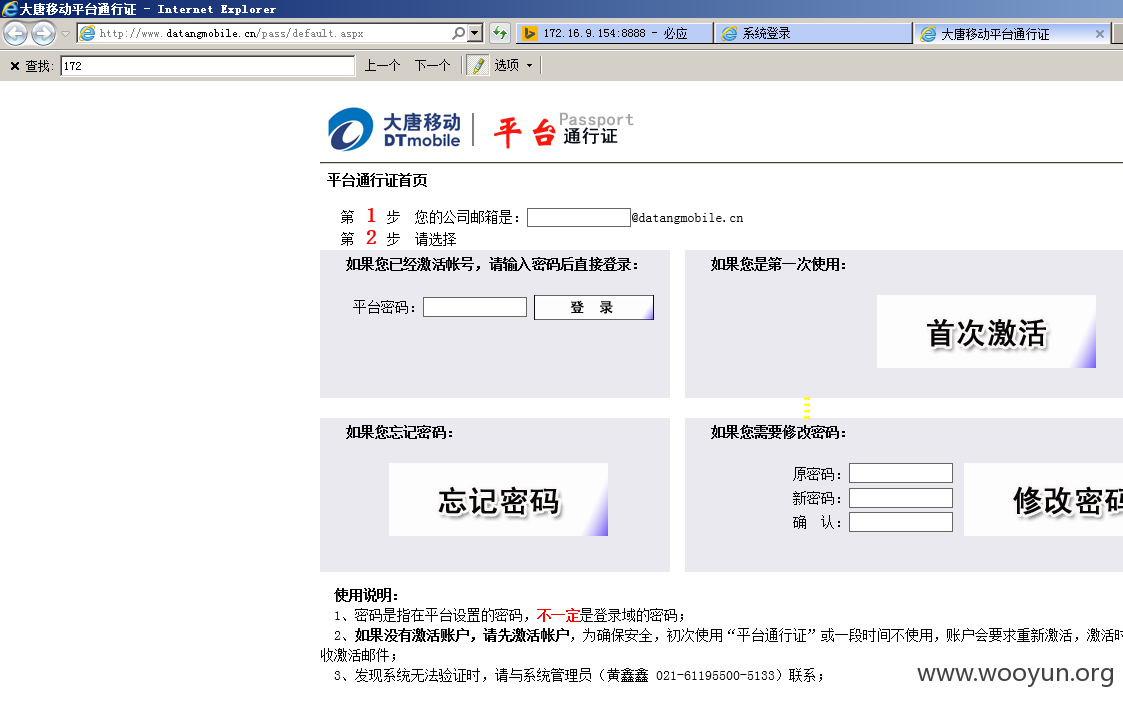 大唐移动平台通行证 - Internet Explorer
http://www.datangmobile.cn/pass/default.aspx
172.16.9.154:8888 - 必应
系统登录
大唐移动平台通行证
查找: 172 上一个 下一个 选项
大唐移动
DTmobile
平台
Passport
通行证
平台通行证首页
第 1 步 您的公司邮箱是: @datangmobile.cn
第 2 步 请选择
如果您已经激活帐号，请输入密码后直接登录：
平台密码：
登 录
如果您是第一次使用：
首次激活
如果您忘记密码：
忘记密码
如果您需要修改密码：
原密码：
新密码：
确 认：
修改密码
使用说明：
1、密码是指在平台设置的密码，不一定是登录域的密码；
2、如果没有激活账户，请先激活帐户，为确保安全，初次使用“平台通行证”或一段时间不使用，账户会要求重新激活，激活时
收激活邮件；
3、发现系统无法验证时，请与系统管理员（黄鑫鑫 021-61195500-5133）联系；
www.wooyun.org